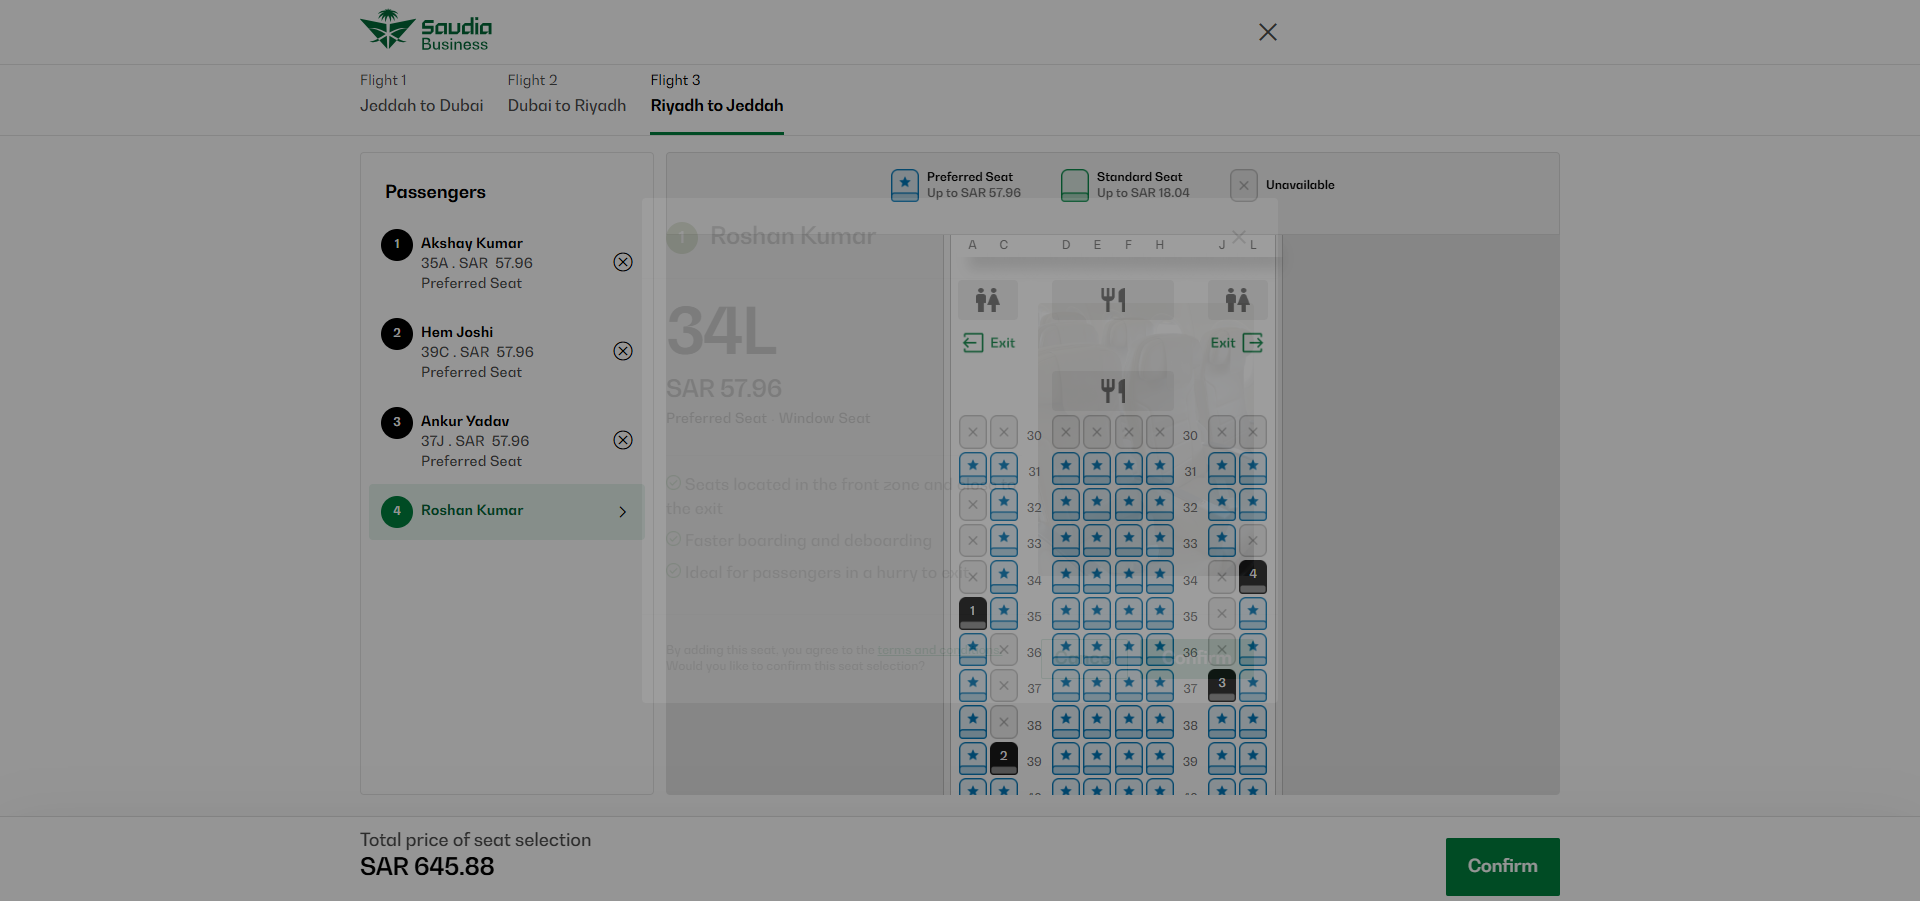 Saudia
Business
Flight 1
Jeddah to Dubai
Flight 2
Dubai to Riyadh
Flight 3
Riyadh to Jeddah
Passengers
1
Akshay Kumar
35A . SAR 57.96
Preferred Seat
2
Hem Joshi
39C . SAR 57.96
Preferred Seat
3
Ankur Yadav
37J . SAR 57.96
Preferred Seat
4
Roshan Kumar
Preferred Seat
Up to SAR 57.96
Standard Seat
Up to SAR 18.04
Unavailable
1 Roshan Kumar
34L
SAR 57.96
Preferred Seat - Window Seat
Seats located in the front zone and close to
the exit
Faster boarding and deboarding
Ideal for passengers in a hurry to exit
By adding this seat, you agree to the terms and conditions.
Would you like to confirm this seat selection?
Confirm
A C D E F H J L
Exit Exit
30 30
31 31
32 32
33 33
34 34 4
1 35 35
36 36
37 37 3
38 38
2 39 39
Total price of seat selection
SAR 645.88
Confirm